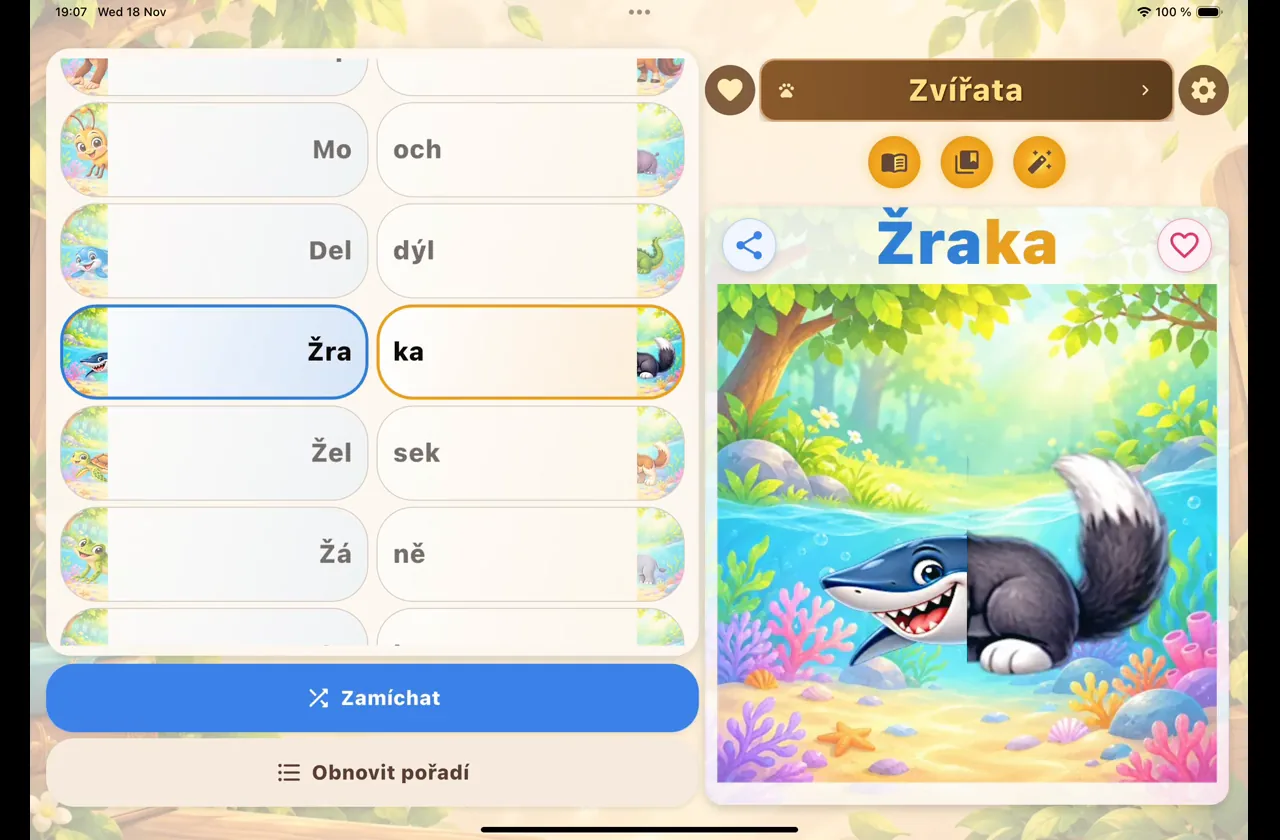 19:07 Wed 18 Nov
100 %
Mo och
Del dýl
Žra ka
Žel sek
Žá ně
Zamíchat
Obnovit pořadí
Zvířata
Žraka